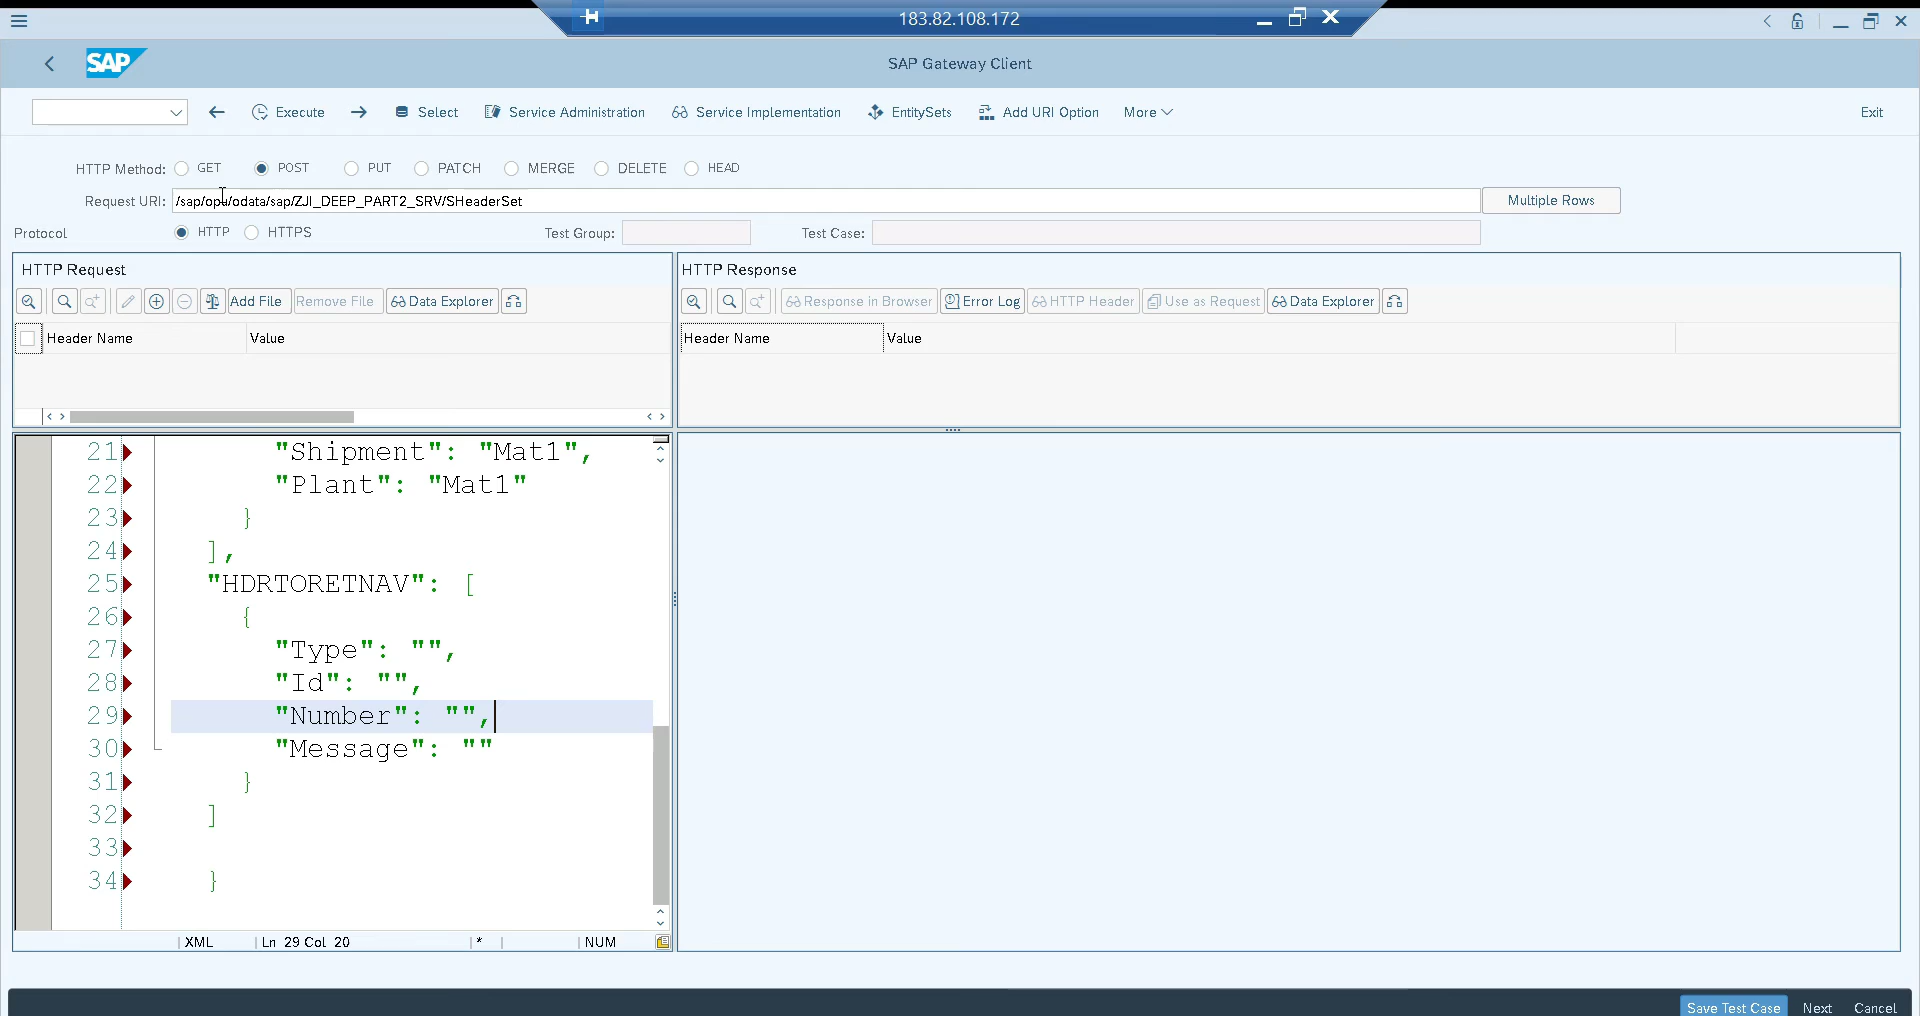 183.82.108.172
SAP
SAP Gateway Client
Execute Select Service Administration Service Implementation EntitySets Add URI Option More Exit
HTTP Method: GET POST PUT PATCH MERGE DELETE HEAD
Request URI: /sap/opu/odata/sap/ZJI_DEEP_PART2_SRV/SHeaderSet Multiple Rows
Protocol HTTP HTTPS Test Group: Test Case:
HTTP Request
Add File Remove File Data Explorer
Header Name Value
HTTP Response
Response in Browser Error Log HTTP Header Use as Request Data Explorer
Header Name Value
21 "Shipment": "Mat1",
22 "Plant": "Mat1"
23 }
24 ],
25 "HDRTORETNAV": [
26 {
27 "Type": "",
28 "Id": "",
29 "Number": "",
30 "Message": ""
31 }
32 ]
33
34 }
XML Ln 29 Col 20 * NUM
Save Test Case Next Cancel